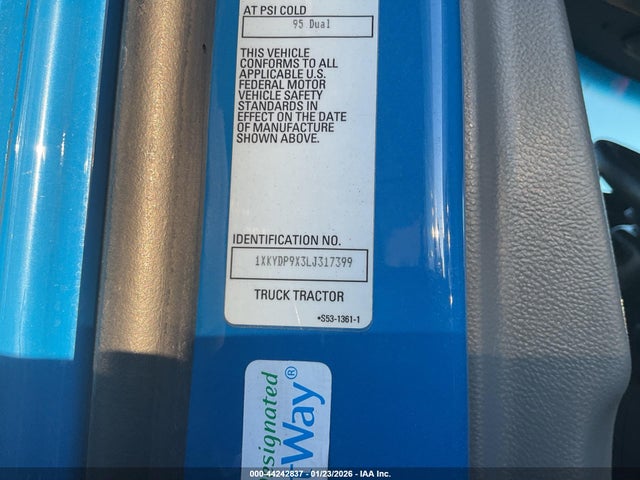 AT PSI COLD
95 Dual
THIS VEHICLE
CONFORMS TO ALL
APPLICABLE U.S.
FEDERAL MOTOR
VEHICLE SAFETY
STANDARDS IN
EFFECT ON THE DATE
OF MANUFACTURE
SHOWN ABOVE.
IDENTIFICATION NO.
1XKYDP9X3LJ317399
TRUCK TRACTOR
•S53-1361-1
esignated
-Way®
000-44242837 - 01/23/2026 - IAA Inc.